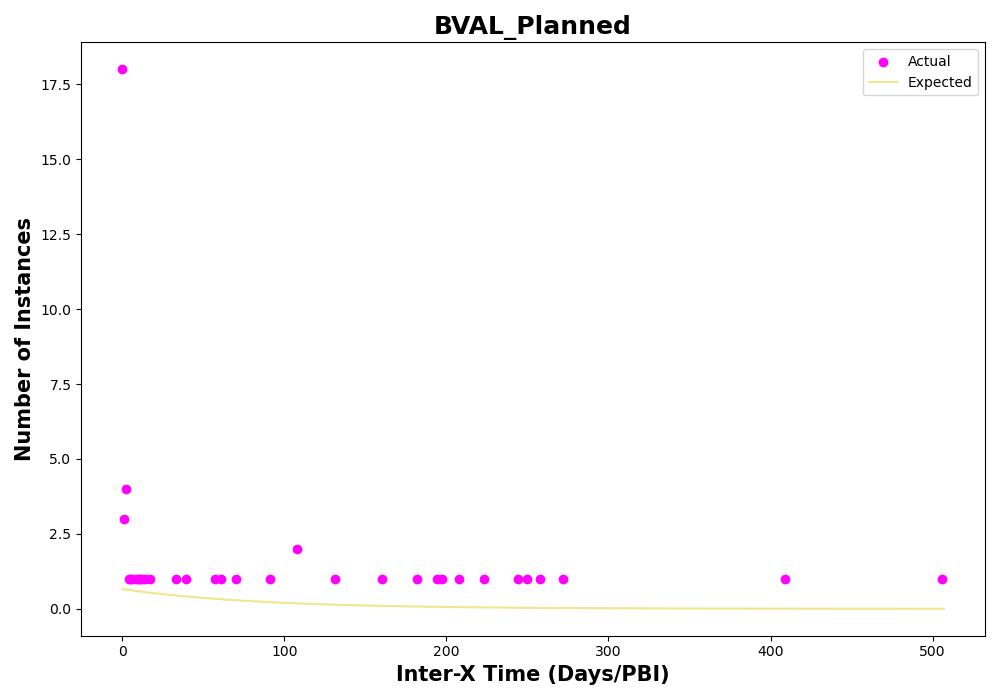 BVAL_Planned
Actual
Expected
Number of Instances
17.5
15.0
12.5
10.0
7.5
5.0
2.5
0.0
0
100
200
300
400
500
Inter-X Time (Days/PBI)